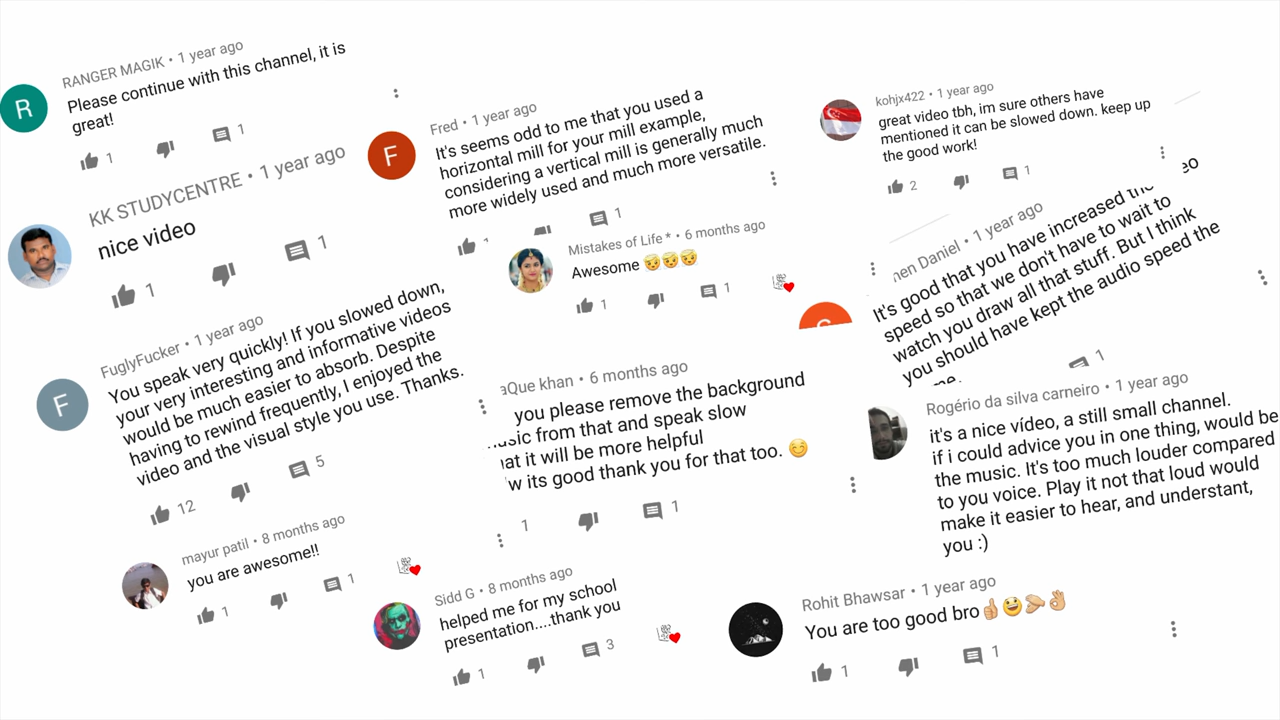 RANGER MAGIK • 1 year ago
Please continue with this channel, it is
great!
R
1
1
KK STUDYCENTRE • 1 year ago
nice video
1
1
FuglyFucker • 1 year ago
You speak very quickly! If you slowed down,
your very interesting and informative videos
would be much easier to absorb. Despite
having to rewind frequently, I enjoyed the
video and the visual style you use. Thanks.
F
12
5
mayur patil • 8 months ago
you are awesome!!
1
1
Fred • 1 year ago
It's seems odd to me that you used a
horizontal mill for your mill example,
considering a vertical mill is generally much
more widely used and much more versatile.
F
1
Mistakes of Life * • 6 months ago
Awesome 😇😇😇
1
1
khan • 6 months ago
you please remove the background
from that and speak slow
it will be more helpful
its good thank you for that too. 😊
1
1
Sidd G • 8 months ago
helped me for my school
presentation....thank you
1
3
kohjx422 • 1 year ago
great video tbh, im sure others have
mentioned it can be slowed down. keep up
the good work!
2
1
Daniel • 1 year ago
It's good that you have increased the
speed so that we don't have to wait to
watch you draw all that stuff. But I think
you should have kept the audio speed the
1
Rogério da silva carneiro • 1 year ago
it's a nice vídeo, a still small channel.
if i could advice you in one thing, would be
the music. It's too much louder compared
to you voice. Play it not that loud would
make it easier to hear, and understant,
you :)
Rohit Bhawsar • 1 year ago
You are too good bro👍😃🫴👌
1
1